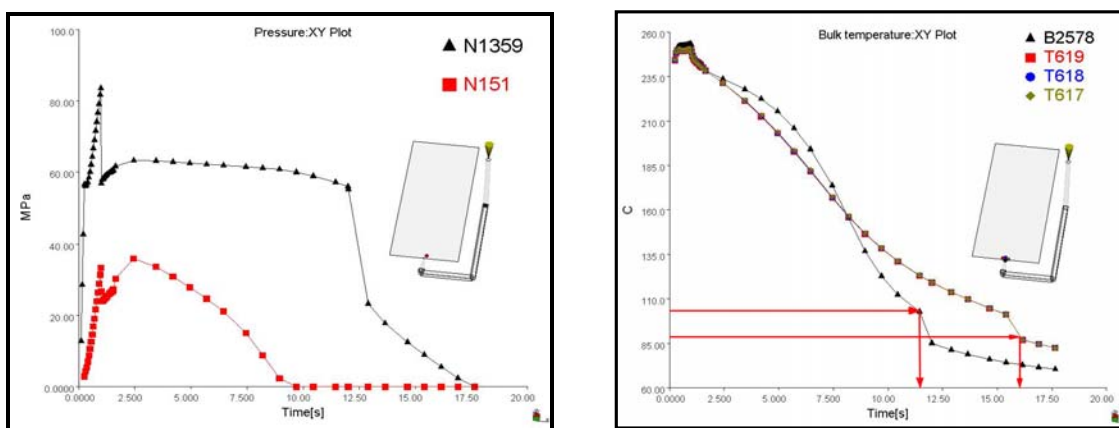 Pressure:XY Plot
N1359
N151
100.0
80.00
60.00
40.00
20.00
0.0000
MPa
0.0000 2.500 5.000 7.500 10.00 12.50 15.00 17.50 20.00
Time[s]
Bulk temperature:XY Plot
B2578
T619
T618
T617
260.0
235.0
210.0
185.0
160.0
135.0
110.0
85.00
60.00
C
0.0000 2.500 5.000 7.500 10.00 12.50 15.00 17.50 20.00
Time[s]